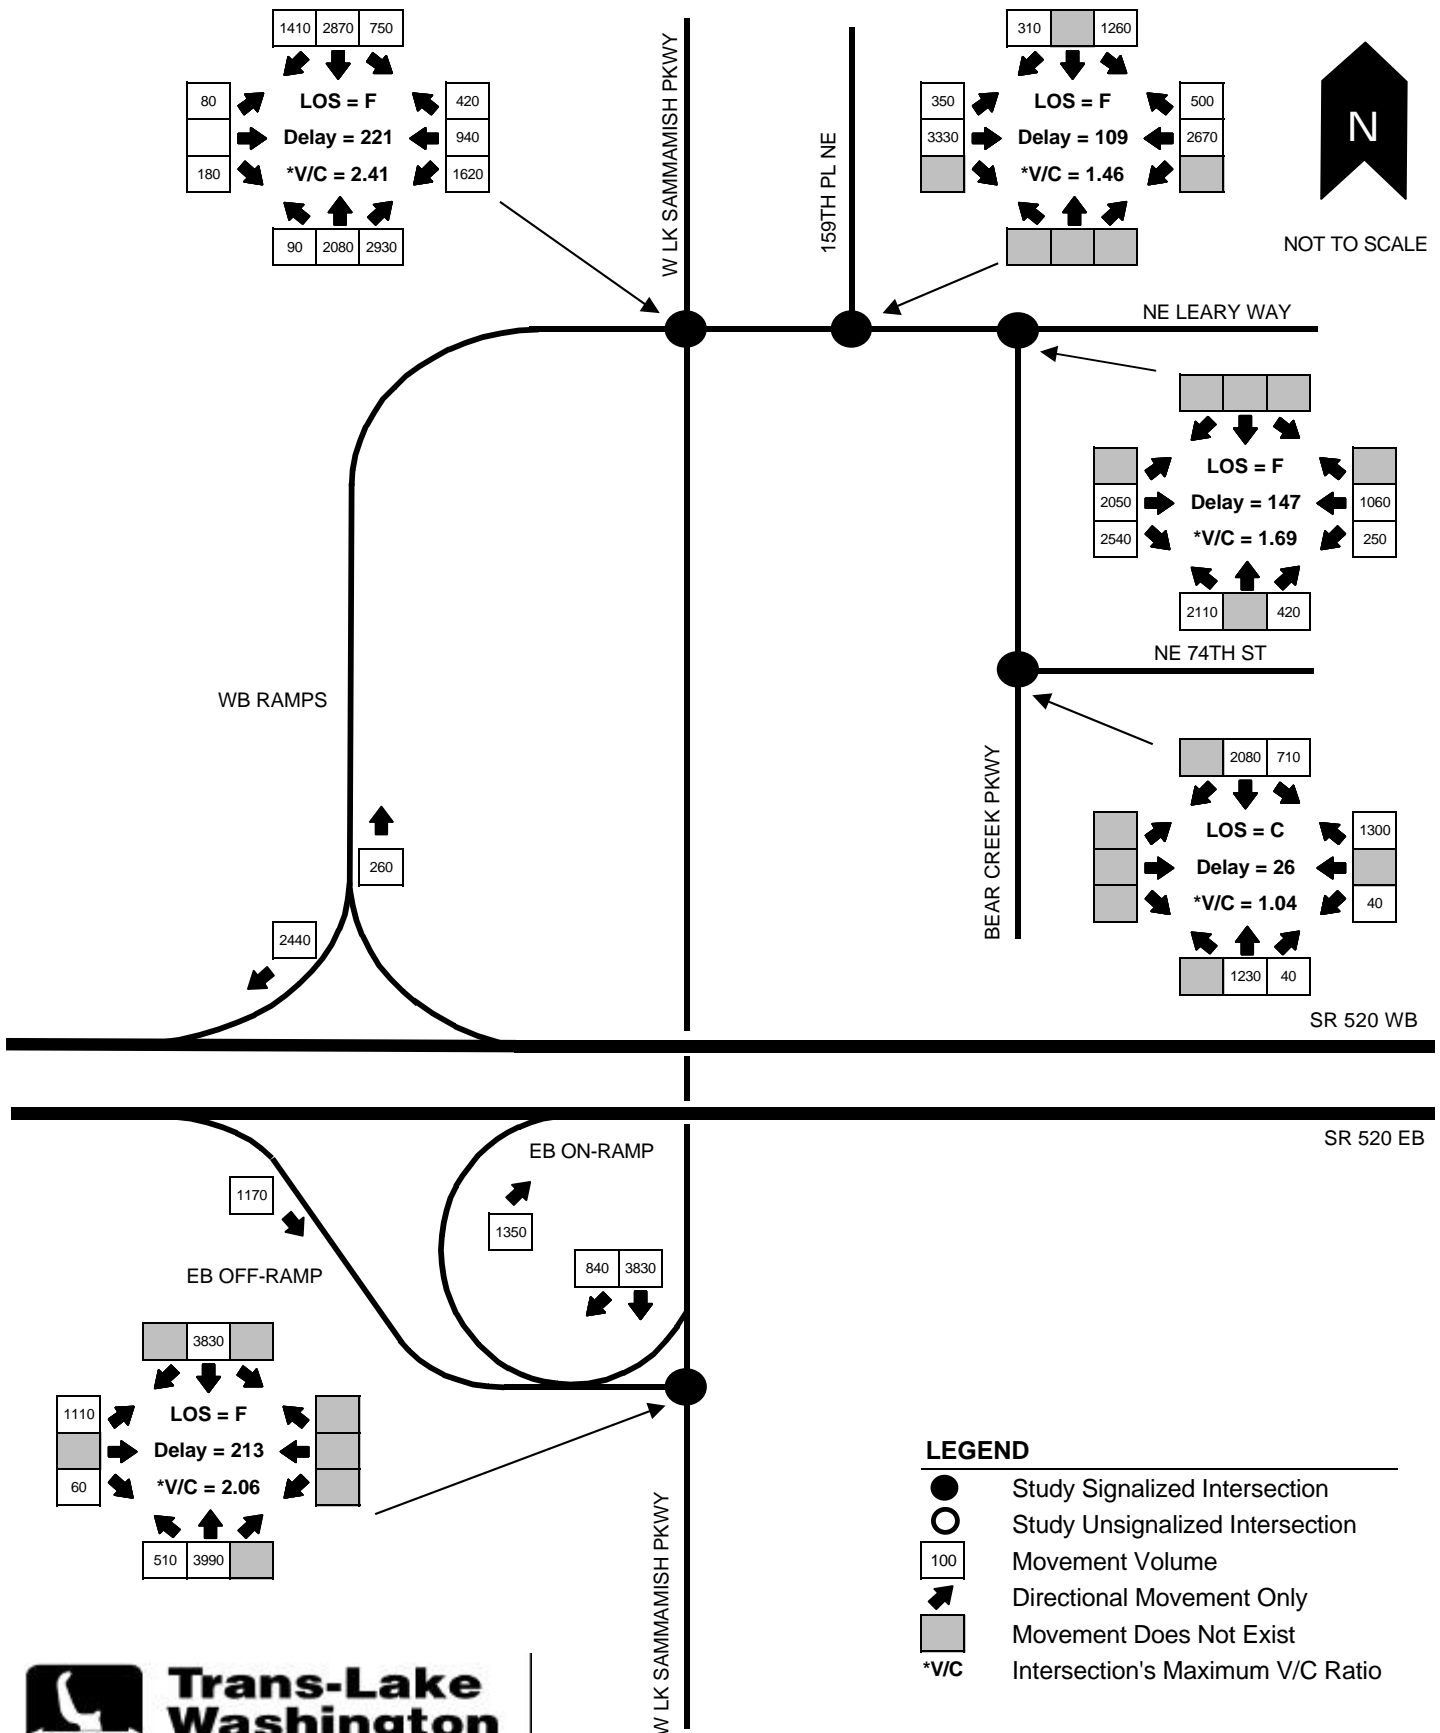 1410 2870 750
80 LOS = F 420
Delay = 221 940
180 *V/C = 2.41 1620
90 2080 2930
W LK SAMMAMISH PKWY
159TH PL NE
310 1260
350 LOS = F 500
3330 Delay = 109 2670
*V/C = 1.46
N
NOT TO SCALE
NE LEARY WAY
LOS = F
2050 Delay = 147 1060
2540 *V/C = 1.69 250
2110 420
NE 74TH ST
WB RAMPS
BEAR CREEK PKWY
2080 710
LOS = C 1300
Delay = 26
*V/C = 1.04 40
1230 40
260
2440
SR 520 WB
SR 520 EB
EB ON-RAMP
1170
1350
EB OFF-RAMP
840 3830
3830
1110 LOS = F
Delay = 213
60 *V/C = 2.06
510 3990
W LK SAMMAMISH PKWY
LEGEND
Study Signalized Intersection
Study Unsignalized Intersection
100 Movement Volume
Directional Movement Only
Movement Does Not Exist
*V/C Intersection's Maximum V/C Ratio
Trans-Lake
Washington